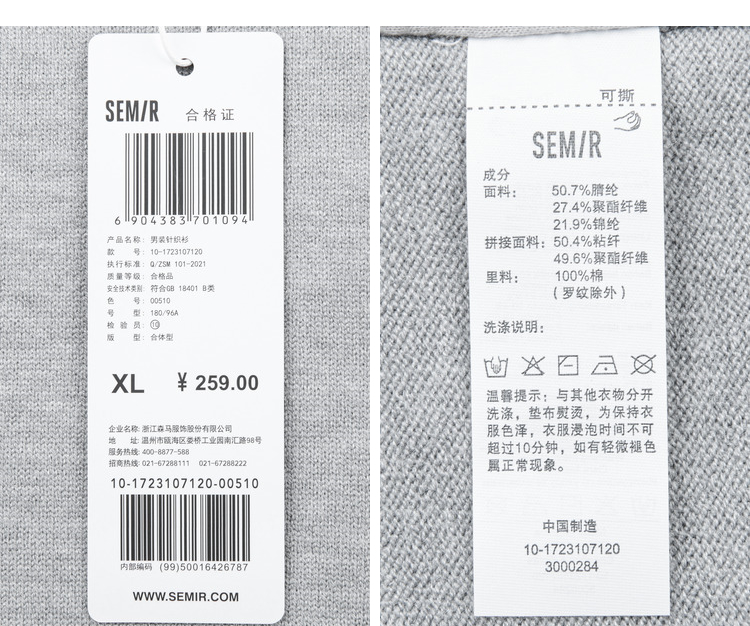 SEMIR 合格证
6 904383 701094
产品名称: 男装针织衫
款 号: 10-1723107120
执行标准: Q/ZSM 101-2021
质量等级: 合格品
安全技术类别: 符合GB 18401 B类
色 号: 00510
号 型: 180/96A
检 验 员: 10
版 型: 合体型
XL ¥ 259.00
企业名称: 浙江森马服饰股份有限公司
地 址: 温州市瓯海区娄桥工业园南汇路98号
服务热线: 400-8877-588
招商热线: 021-67288111 021-67288222
10-1723107120-00510
内部编码 (99)50016426787
WWW.SEMIR.COM
可撕
SEMIR
成分
面料: 50.7%腈纶
27.4%聚酯纤维
21.9%锦纶
拼接面料: 50.4%粘纤
49.6%聚酯纤维
里料: 100%棉
(罗纹除外)
洗涤说明:
温馨提示: 与其他衣物分开
洗涤, 垫布熨烫, 为保持衣
服色泽, 衣服浸泡时间不可
超过10分钟, 如有轻微褪色
属正常现象。
中国制造
10-1723107120
3000284